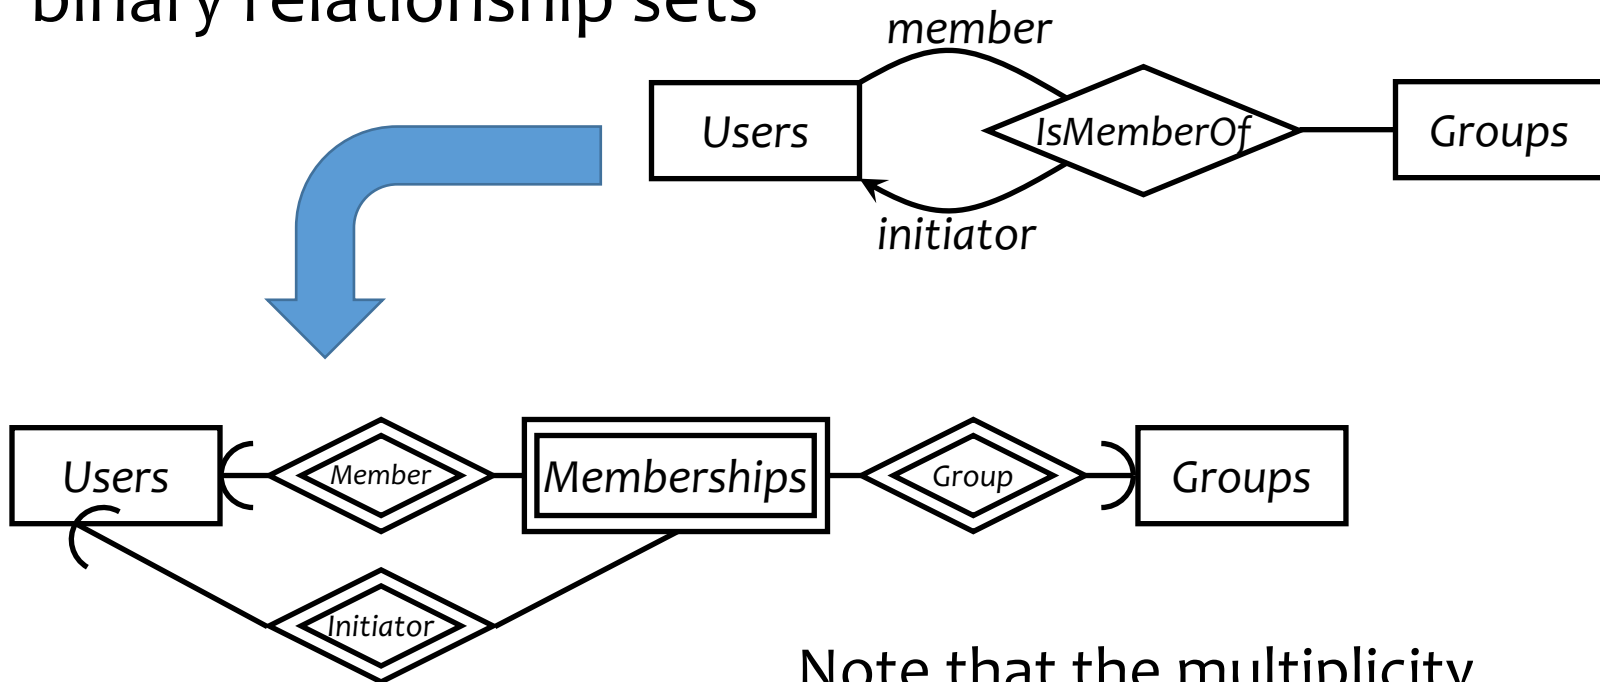 binary relationship sets
member
Users
IsMemberOf
Groups
initiator
Users
Member
Memberships
Group
Groups
Initiator
Note that the multiplicity